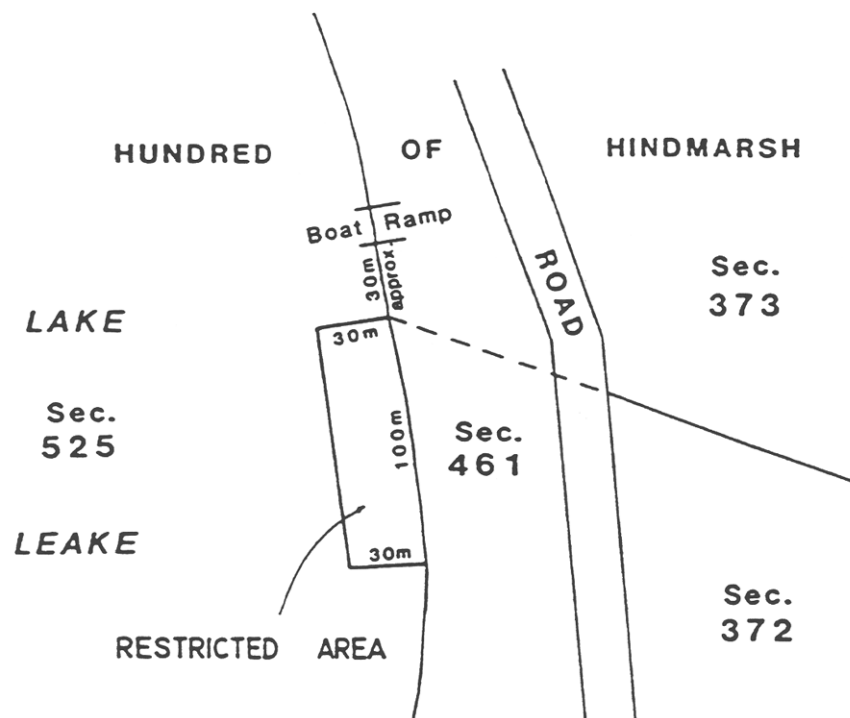 HUNDRED OF HINDMARSH
Boat Ramp
30m
approx.
ROAD
Sec.
373
LAKE
30m
Sec.
525
100m
Sec.
461
LEAKE
30m
Sec.
372
RESTRICTED AREA